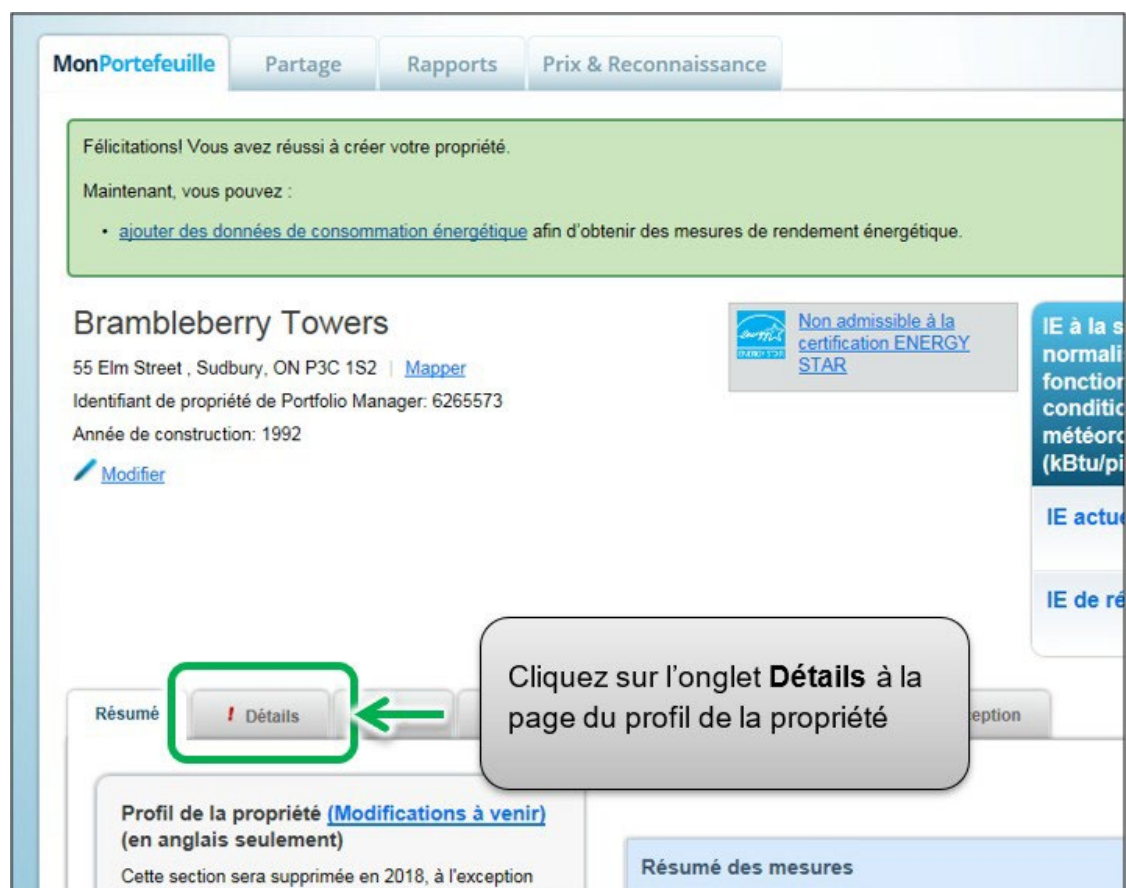 MonPortefeuille
Partage
Rapports
Prix & Reconnaissance
Félicitations! Vous avez réussi à créer votre propriété.
Maintenant, vous pouvez :
• ajouter des données de consommation énergétique afin d'obtenir des mesures de rendement énergétique.
Brambleberry Towers
55 Elm Street , Sudbury, ON P3C 1S2 | Mapper
Identifiant de propriété de Portfolio Manager: 6265573
Année de construction: 1992
Modifier
ENERGY STAR
Non admissible à la
certification ENERGY
STAR
IE à la s
normali
fonction
conditio
météoro
(kBtu/pi
IE actue
IE de ré
Cliquez sur l'onglet Détails à la
page du profil de la propriété
Résumé
! Détails
eption
Profil de la propriété (Modifications à venir)
(en anglais seulement)
Cette section sera supprimée en 2018, à l'exception
Résumé des mesures